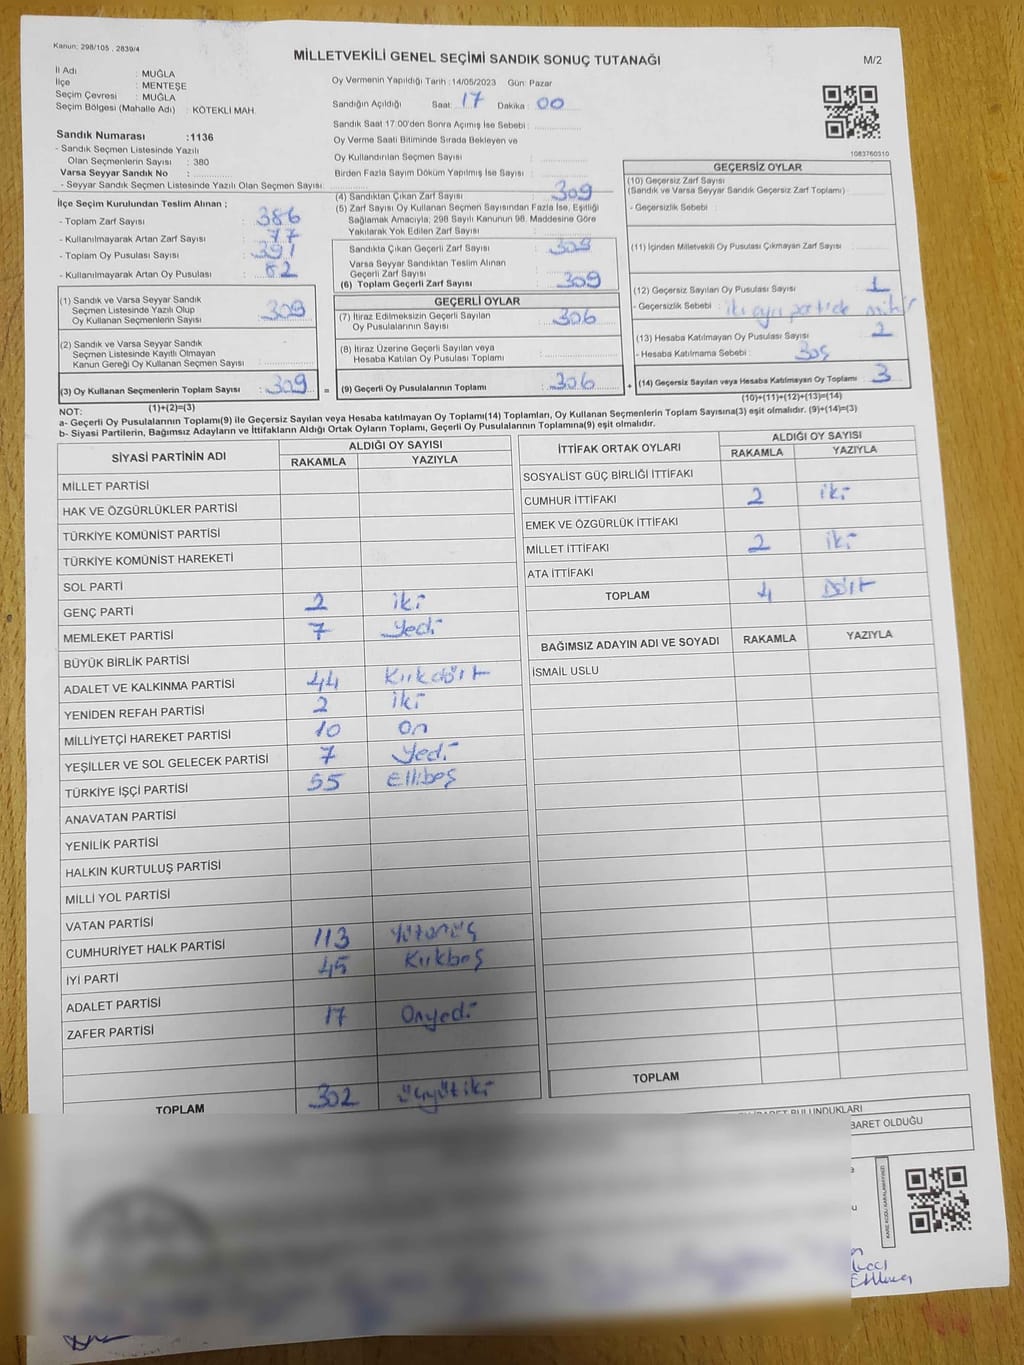 Kanun: 298/105 , 2839/4
MİLLETVEKİLİ GENEL SEÇİMİ SANDIK SONUÇ TUTANAĞI
M/2
İl Adı : MUĞLA
İlçe : MENTEŞE
Seçim Çevresi : MUĞLA
Seçim Bölgesi (Mahalle Adı) : KÖTEKLİ MAH.
Oy Vermenin Yapıldığı Tarih : 14/05/2023 Gün: Pazar
Sandığın Açıldığı Saat: 17 Dakika : 00
Sandık Saat 17:00'den Sonra Açımış İse Sebebi :
Oy Verme Saati Bitiminde Sırada Bekleyen ve
Oy Kullandırılan Seçmen Sayısı :
Birden Fazla Sayım Döküm Yapılmış İse Sayısı :
1083760310
Sandık Numarası :1136
- Sandık Seçmen Listesinde Yazılı
Olan Seçmenlerin Sayısı : 380
Varsa Seyyar Sandık No :
- Seyyar Sandık Seçmen Listesinde Yazılı Olan Seçmen Sayısı :
İlçe Seçim Kurulundan Teslim Alınan ;
- Toplam Zarf Sayısı : 386
- Kullanılmayarak Artan Zarf Sayısı : 77
- Toplam Oy Pusulası Sayısı : 391
- Kullanılmayarak Artan Oy Pusulası : 82
(1) Sandık ve Varsa Seyyar Sandık
Seçmen Listesinde Yazılı Olup
Oy Kullanan Seçmenlerin Sayısı : 309
(2) Sandık ve Varsa Seyyar Sandık
Seçmen Listesinde Kayıtlı Olmayan
Kanun Gereği Oy Kullanan Seçmen Sayısı :
(3) Oy Kullanan Seçmenlerin Toplam Sayısı : 309
(4) Sandıktan Çıkan Zarf Sayısı : 309
(5) Zarf Sayısı Oy Kullanan Seçmen Sayısından Fazla İse, Eşitliği
Sağlamak Amacıyla; 298 Sayılı Kanunun 98. Maddesine Göre
Yakılarak Yok Edilen Zarf Sayısı :
Sandıkta Çıkan Geçerli Zarf Sayısı : 309
Varsa Seyyar Sandıktan Teslim Alınan
Geçerli Zarf Sayısı :
(6) Toplam Geçerli Zarf Sayısı : 309
GEÇERLİ OYLAR
(7) İtiraz Edilmeksizin Geçerli Sayılan
Oy Pusulalarının Sayısı : 306
(8) İtiraz Üzerine Geçerli Sayılan veya
Hesaba Katılan Oy Pusulası Toplamı :
= (9) Geçerli Oy Pusulalarının Toplamı : 306
GEÇERSİZ OYLAR
(10) Geçersiz Zarf Sayısı
(Sandık ve Varsa Seyyar Sandık Geçersiz Zarf Toplamı) :
- Geçersizlik Sebebi :
(11) İçinden Milletvekili Oy Pusulası Çıkmayan Zarf Sayısı :
(12) Geçersiz Sayılan Oy Pusulası Sayısı : 1
- Geçersizlik Sebebi : iki ayrı partide mühür
(13) Hesaba Katılmayan Oy Pusulası Sayısı : 2
- Hesaba Katılmama Sebebi :
+ (14) Geçersiz Sayılan veya Hesaba Katılmayan Oy Toplamı : 3
NOT: (1)+(2)=(3)
(10)+(11)+(12)+(13)=(14)
a- Geçerli Oy Pusulalarının Toplamı(9) ile Geçersiz Sayılan veya Hesaba katılmayan Oy Toplamı(14) Toplamları, Oy Kullanan Seçmenlerin Toplam Sayısına(3) eşit olmalıdır. (9)+(14)=(3)
b- Siyasi Partilerin, Bağımsız Adayların ve İttifakların Aldığı Ortak Oyların Toplamı, Geçerli Oy Pusulalarının Toplamına(9) eşit olmalıdır.
SİYASİ PARTİNİN ADI ALDIĞI OY SAYISI
RAKAMLA YAZIYLA
MİLLET PARTİSİ
HAK VE ÖZGÜRLÜKLER PARTİSİ
TÜRKİYE KOMÜNİST PARTİSİ
TÜRKİYE KOMÜNİST HAREKETİ
SOL PARTİ
GENÇ PARTİ 2 iki
MEMLEKET PARTİSİ 7 Yedi
BÜYÜK BİRLİK PARTİSİ
ADALET VE KALKINMA PARTİSİ 44 Kırkdört
YENİDEN REFAH PARTİSİ 2 iki
MİLLİYETÇİ HAREKET PARTİSİ 10 On
YEŞİLLER VE SOL GELECEK PARTİSİ 7 Yedi
TÜRKİYE İŞÇİ PARTİSİ 55 Ellibeş
ANAVATAN PARTİSİ
YENİLİK PARTİSİ
HALKIN KURTULUŞ PARTİSİ
MİLLİ YOL PARTİSİ
VATAN PARTİSİ
CUMHURİYET HALK PARTİSİ 113 Yüzonüç
İYİ PARTİ 45 Kırkbeş
ADALET PARTİSİ
ZAFER PARTİSİ 17 Onyedi
TOPLAM 302 üçyüziki
İTTİFAK ORTAK OYLARI ALDIĞI OY SAYISI
RAKAMLA YAZIYLA
SOSYALİST GÜÇ BİRLİĞİ İTTİFAKI
CUMHUR İTTİFAKI 2 iki
EMEK VE ÖZGÜRLÜK İTTİFAKI
MİLLET İTTİFAKI 2 iki
ATA İTTİFAKI
TOPLAM 4 Dört
BAĞIMSIZ ADAYIN ADI VE SOYADI RAKAMLA YAZIYLA
İSMAİL USLU
TOPLAM
BULUNDUKLARI
BARET OLDUĞU
KARE KODU KARALAMAYINIZ!